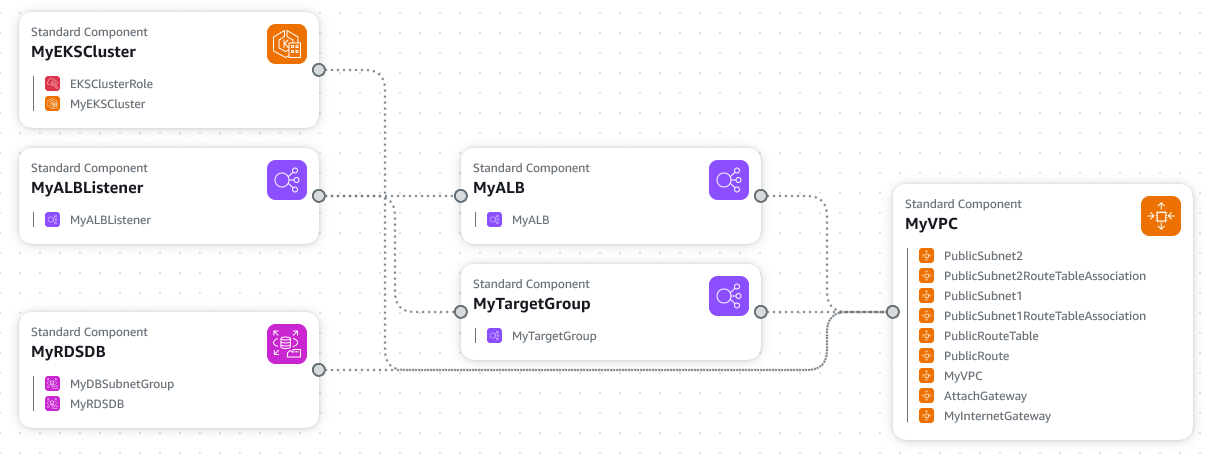 Standard Component
MyEKSCluster
EKSClusterRole
MyEKSCluster
Standard Component
MyALBListener
MyALBListener
Standard Component
MyRDSDB
MyDBSubnetGroup
MyRDSDB
Standard Component
MyALB
MyALB
Standard Component
MyTargetGroup
MyTargetGroup
Standard Component
MyVPC
PublicSubnet2
PublicSubnet2RouteTableAssociation
PublicSubnet1
PublicSubnet1RouteTableAssociation
PublicRouteTable
PublicRoute
MyVPC
AttachGateway
MyInternetGateway